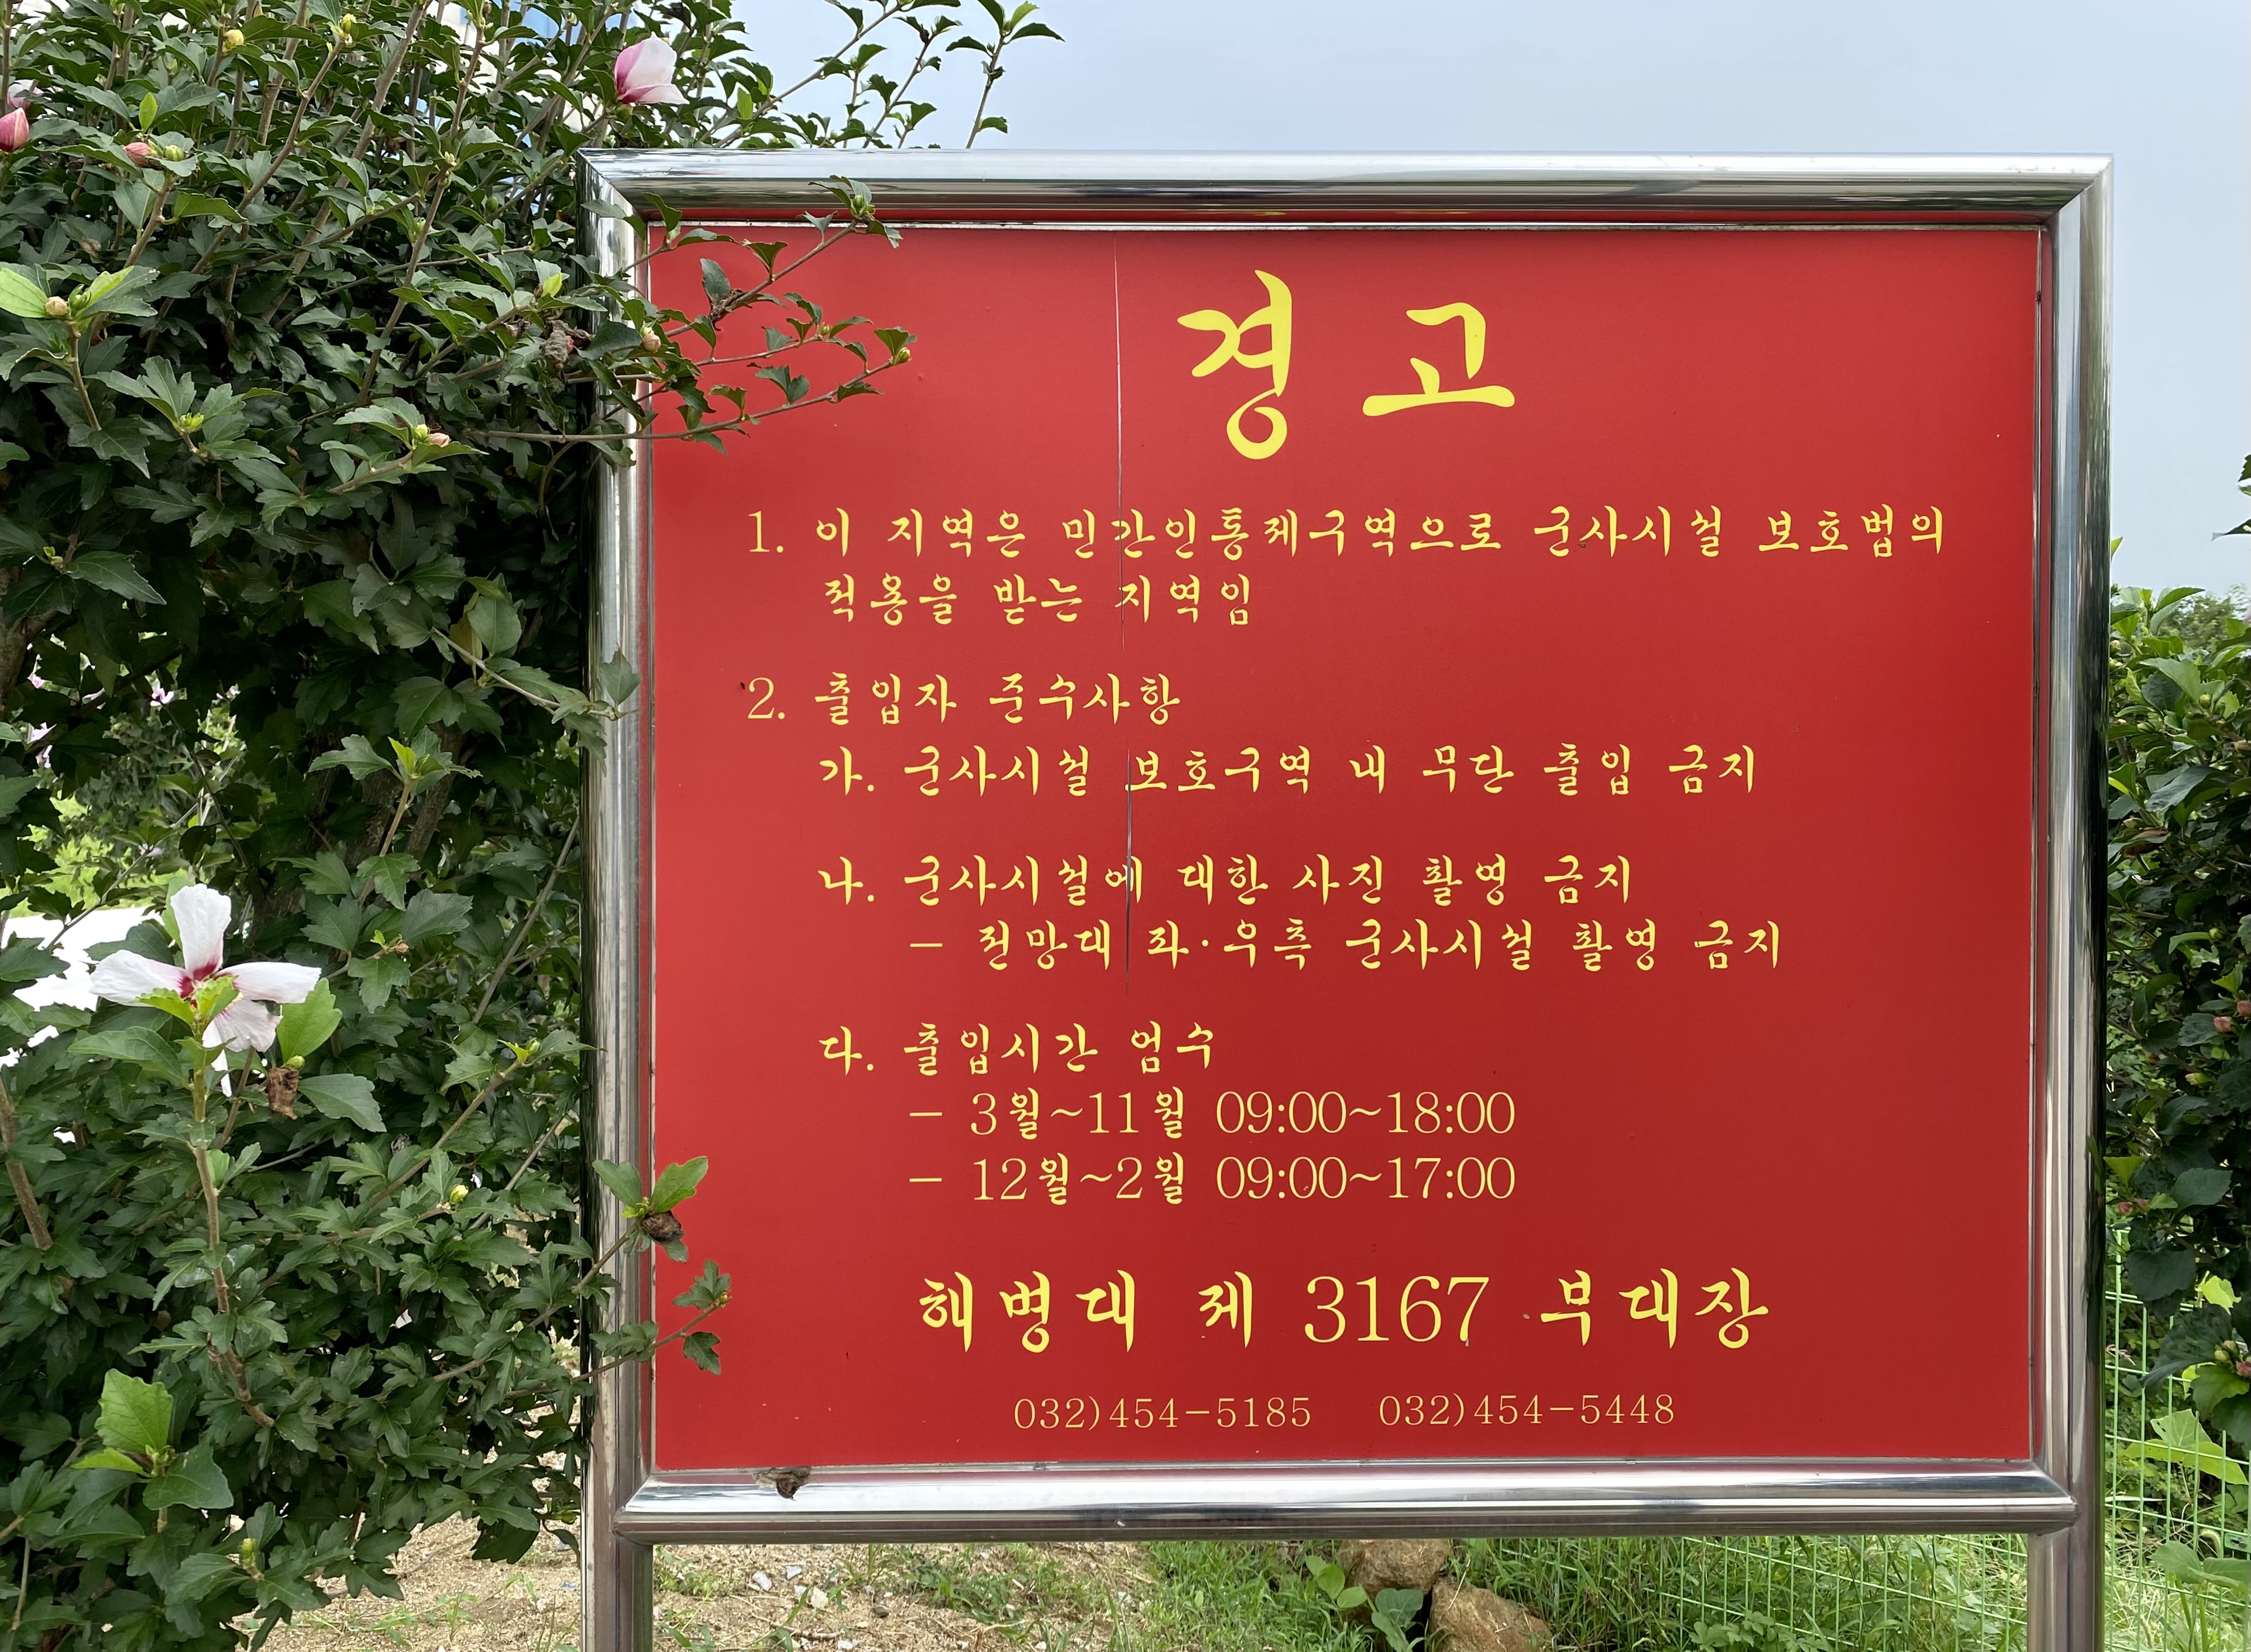 경 고
1. 이 지역은 민간인통제구역으로 군사시설 보호법의
적용을 받는 지역임
2. 출입자 준수사항
가. 군사시설 보호구역 내 무단 출입 금지
나. 군사시설에 대한 사진 촬영 금지
- 전망대 좌·우측 군사시설 촬영 금지
다. 출입시간 엄수
- 3월~11월 09:00~18:00
- 12월~2월 09:00~17:00
해병대 제 3167 부대장
032)454-5185 032)454-5448